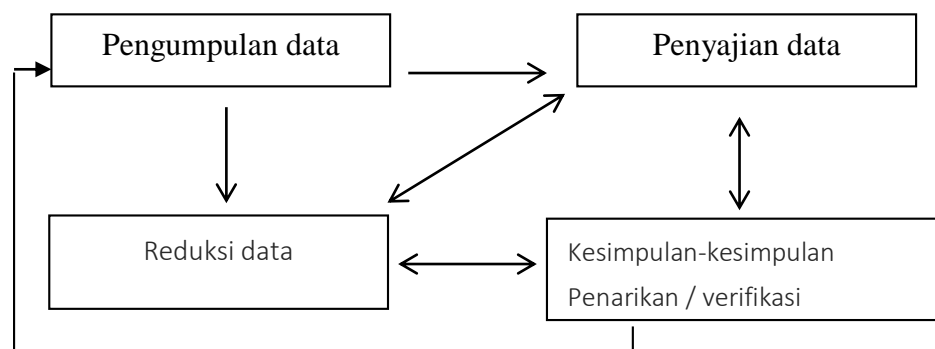 Pengumpulan data
Penyajian data
Reduksi data
Kesimpulan-kesimpulan
Penarikan / verifikasi